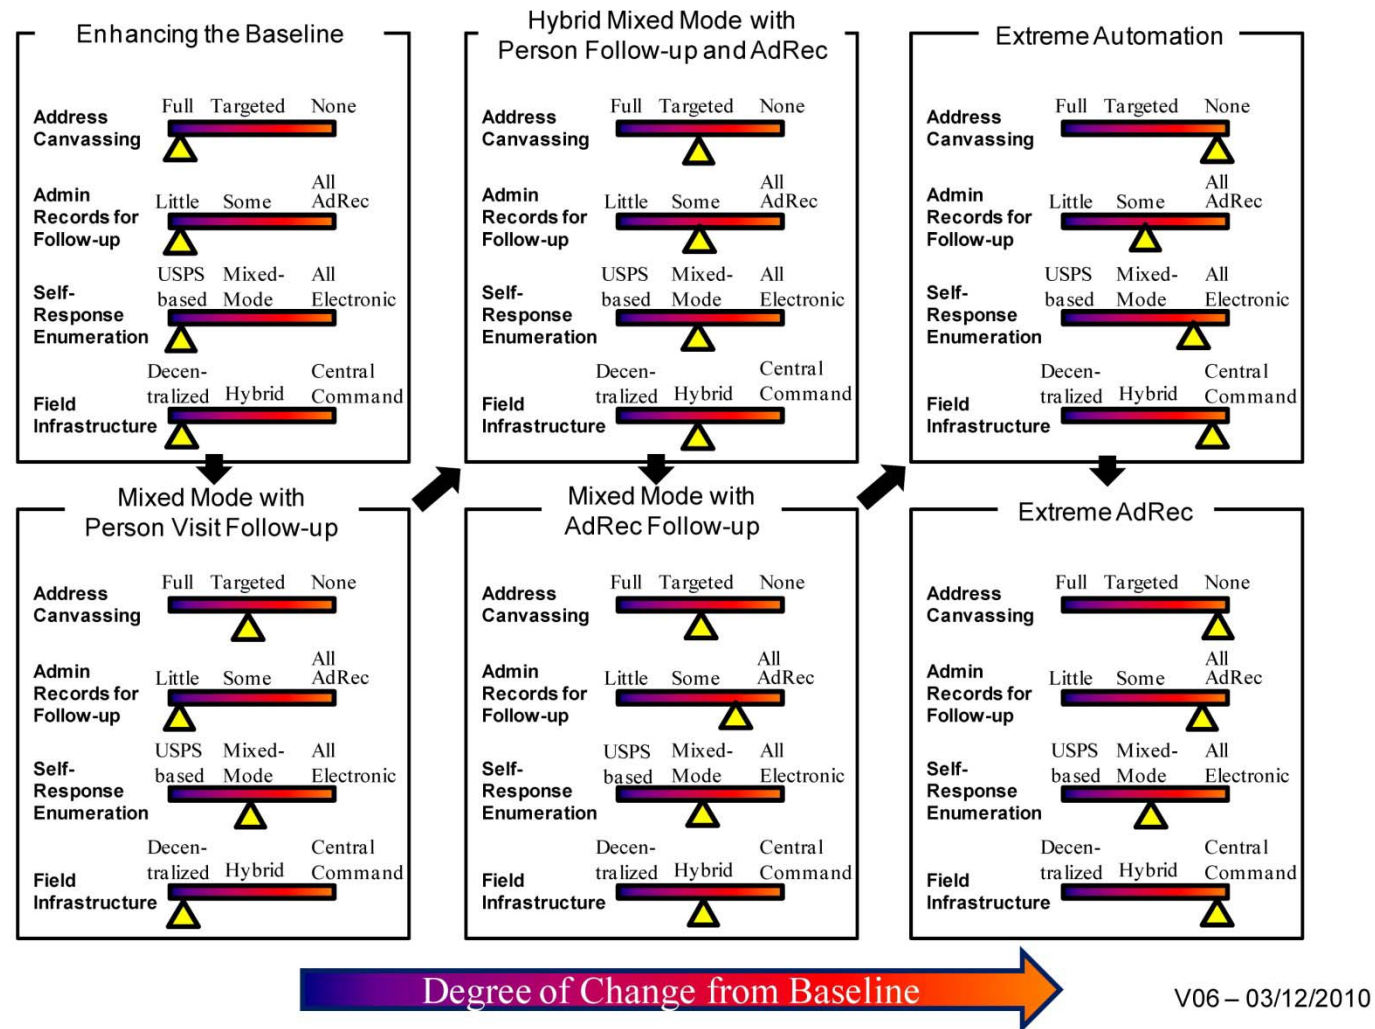 Enhancing the Baseline
Full Targeted None
Address
Canvassing
Admin
Records for
Follow-up
All
Little Some AdRec
USPS Mixed- All
based Mode Electronic
Self-
Response
Enumeration
Decen- Central
tralized Hybrid Command
Field
Infrastructure
Hybrid Mixed Mode with
Person Follow-up and AdRec
Full Targeted None
Address
Canvassing
Admin
Records for
Follow-up
All
Little Some AdRec
USPS Mixed- All
based Mode Electronic
Self-
Response
Enumeration
Decen- Central
tralized Hybrid Command
Field
Infrastructure
Extreme Automation
Full Targeted None
Address
Canvassing
Admin
Records for
Follow-up
All
Little Some AdRec
USPS Mixed- All
based Mode Electronic
Self-
Response
Enumeration
Decen- Central
tralized Hybrid Command
Field
Infrastructure
Mixed Mode with
Person Visit Follow-up
Full Targeted None
Address
Canvassing
Admin
Records for
Follow-up
All
Little Some AdRec
USPS Mixed- All
based Mode Electronic
Self-
Response
Enumeration
Decen- Central
tralized Hybrid Command
Field
Infrastructure
Mixed Mode with
AdRec Follow-up
Full Targeted None
Address
Canvassing
Admin
Records for
Follow-up
All
Little Some AdRec
USPS Mixed- All
based Mode Electronic
Self-
Response
Enumeration
Decen- Central
tralized Hybrid Command
Field
Infrastructure
Extreme AdRec
Full Targeted None
Address
Canvassing
Admin
Records for
Follow-up
All
Little Some AdRec
USPS Mixed- All
based Mode Electronic
Self-
Response
Enumeration
Decen- Central
tralized Hybrid Command
Field
Infrastructure
Degree of Change from Baseline
V06 – 03/12/2010